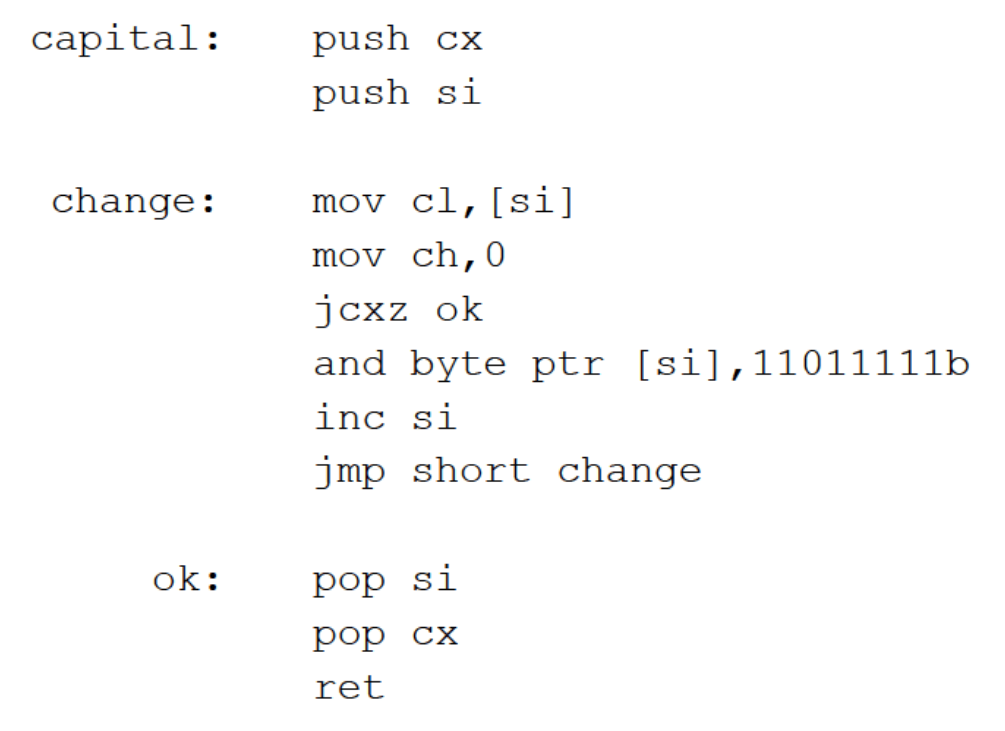 capital: push cx
push si
change: mov cl,[si]
mov ch,0
jcxz ok
and byte ptr [si],11011111b
inc si
jmp short change
ok: pop si
pop cx
ret